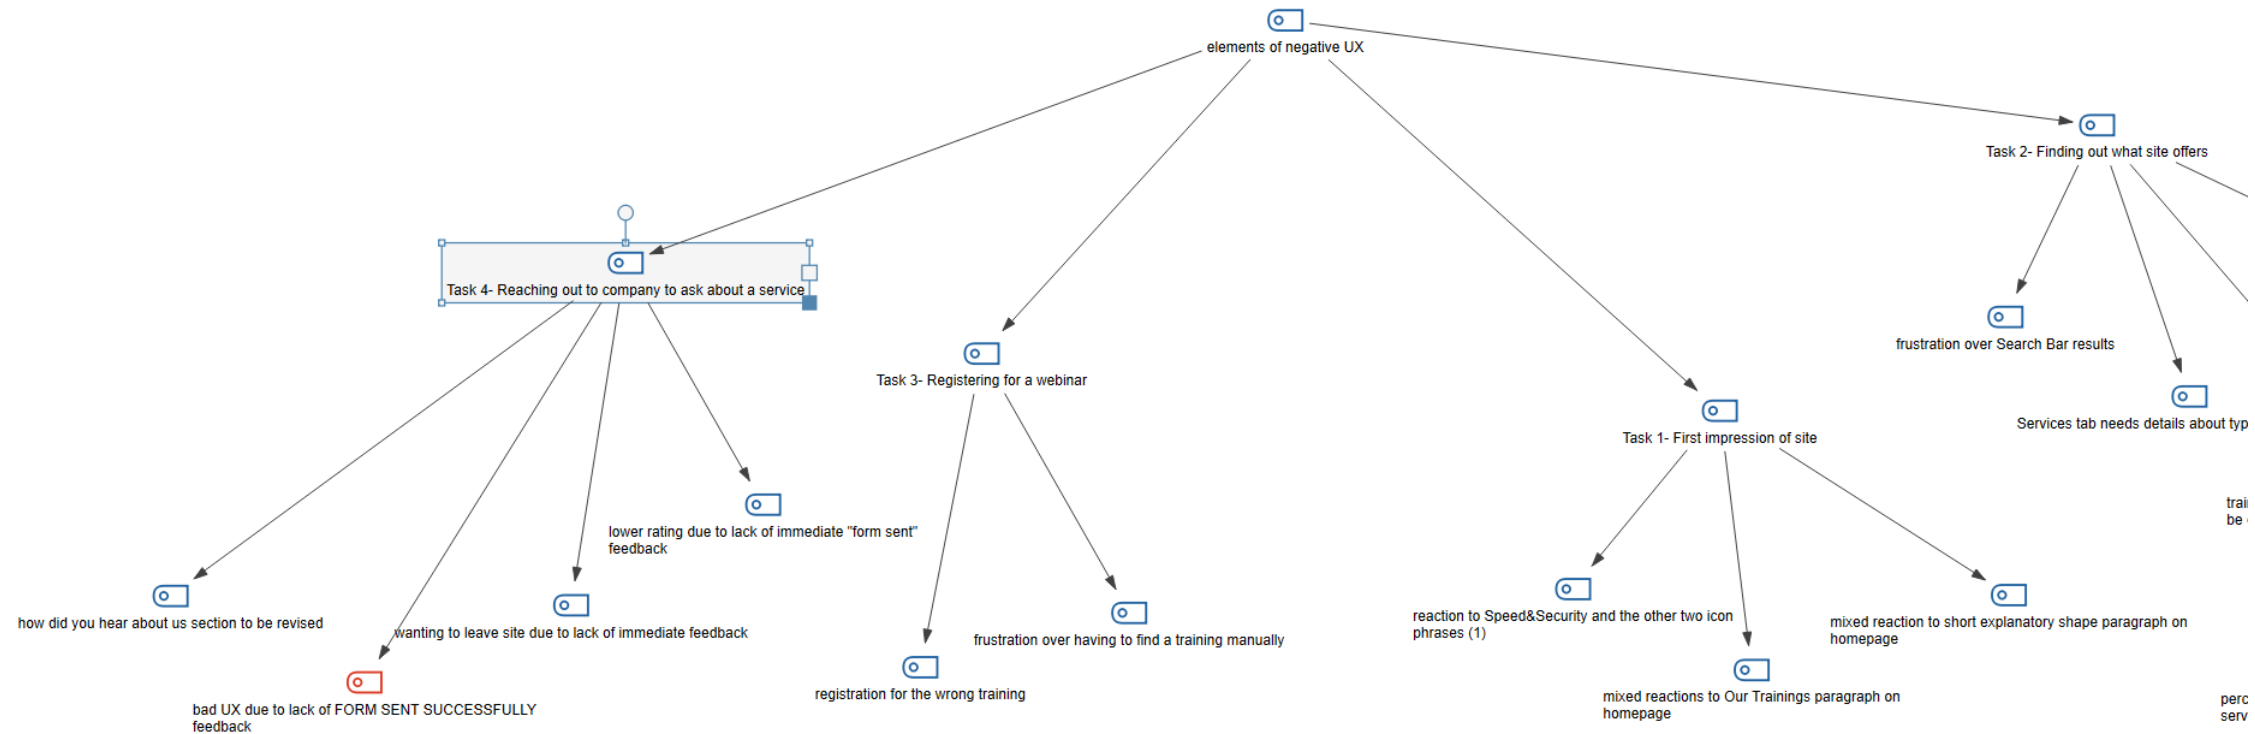 elements of negative UX
Task 2- Finding out what site offers
Task 4- Reaching out to company to ask about a service
frustration over Search Bar results
Task 3- Registering for a webinar
Services tab needs details about typ
Task 1- First impression of site
trai
be
lower rating due to lack of immediate "form sent"
feedback
how did you hear about us section to be revised
wanting to leave site due to lack of immediate feedback
frustration over having to find a training manually
reaction to Speed&Security and the other two icon
phrases (1)
mixed reaction to short explanatory shape paragraph on
homepage
registration for the wrong training
mixed reactions to Our Trainings paragraph on
homepage
bad UX due to lack of FORM SENT SUCCESSFULLY
feedback
perc
serv